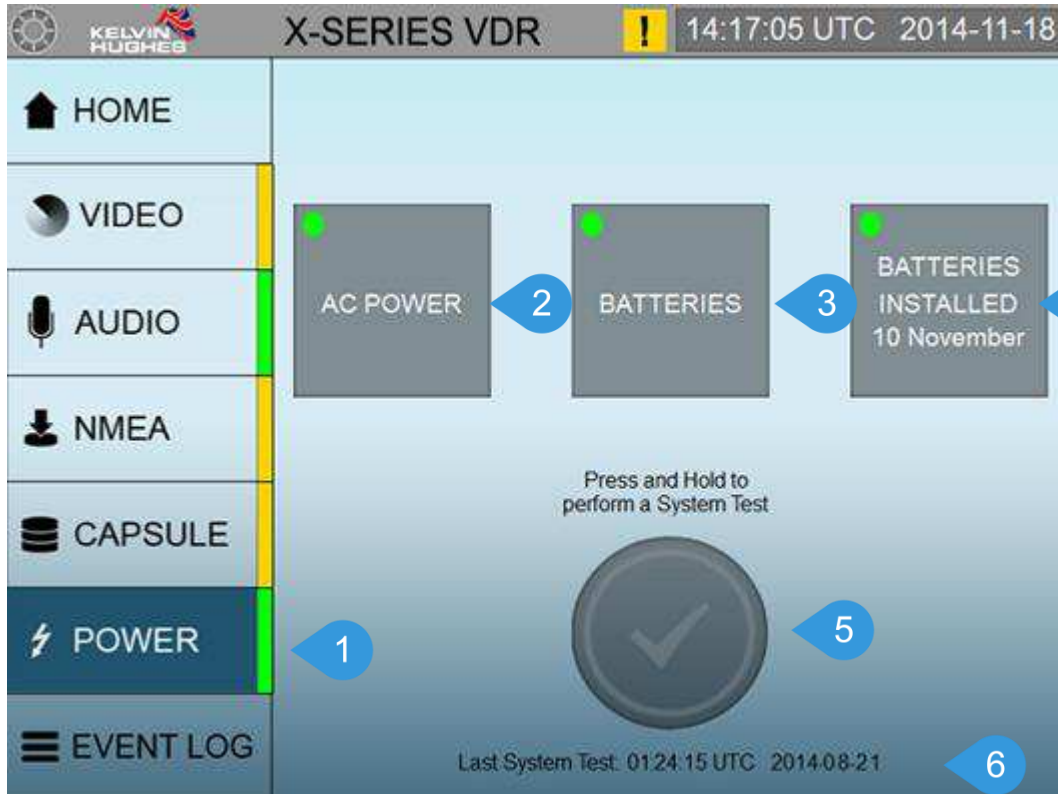 KELVIN
HUGHES
X-SERIES VDR
!
14:17:05 UTC 2014-11-18
HOME
VIDEO
AUDIO
NMEA
CAPSULE
POWER
EVENT LOG
1
AC POWER
2
BATTERIES
3
BATTERIES
INSTALLED
10 November
Press and Hold to
perform a System Test
5
Last System Test: 01:24:15 UTC 2014-08-21
6